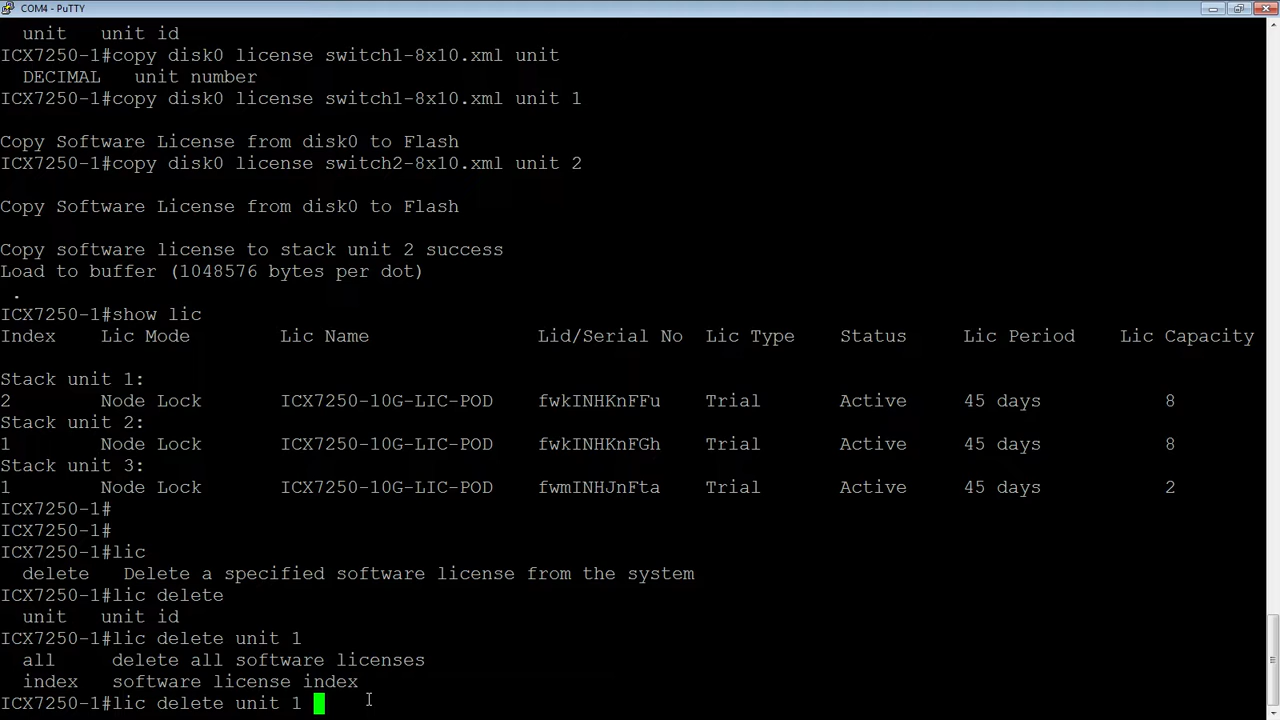 COM4 - PuTTY
unit unit id
ICX7250-1#copy disk0 license switch1-8x10.xml unit
DECIMAL unit number
ICX7250-1#copy disk0 license switch1-8x10.xml unit 1
Copy Software License from disk0 to Flash
ICX7250-1#copy disk0 license switch2-8x10.xml unit 2
Copy Software License from disk0 to Flash
Copy software license to stack unit 2 success
Load to buffer (1048576 bytes per dot)
.
ICX7250-1#show lic
Index Lic Mode Lic Name Lid/Serial No Lic Type Status Lic Period Lic Capacity
Stack unit 1:
2 Node Lock ICX7250-10G-LIC-POD fwkINHKnFFu Trial Active 45 days 8
Stack unit 2:
1 Node Lock ICX7250-10G-LIC-POD fwkINHKnFGh Trial Active 45 days 8
Stack unit 3:
1 Node Lock ICX7250-10G-LIC-POD fwmINHJnFta Trial Active 45 days 2
ICX7250-1#
ICX7250-1#
ICX7250-1#lic
delete Delete a specified software license from the system
ICX7250-1#lic delete
unit unit id
ICX7250-1#lic delete unit 1
all delete all software licenses
index software license index
ICX7250-1#lic delete unit 1